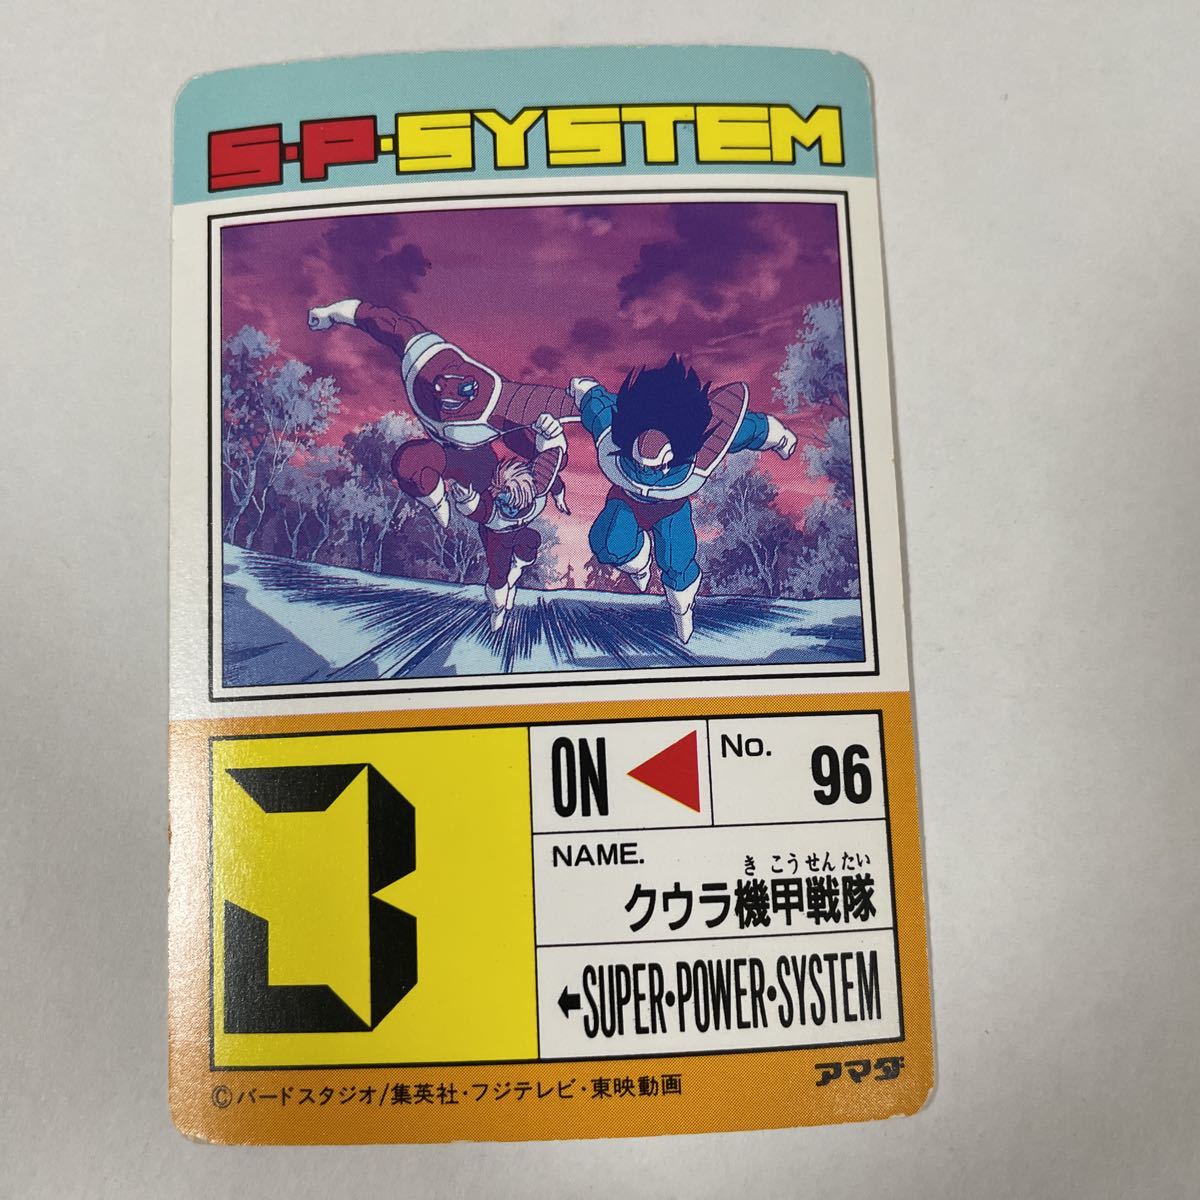 S・P・SYSTEM
3
ON
No. 96
NAME.
きこうせんたい
クウラ機甲戦隊
←SUPER・POWER・SYSTEM
アマダ
©バードスタジオ/集英社・フジテレビ・東映動画